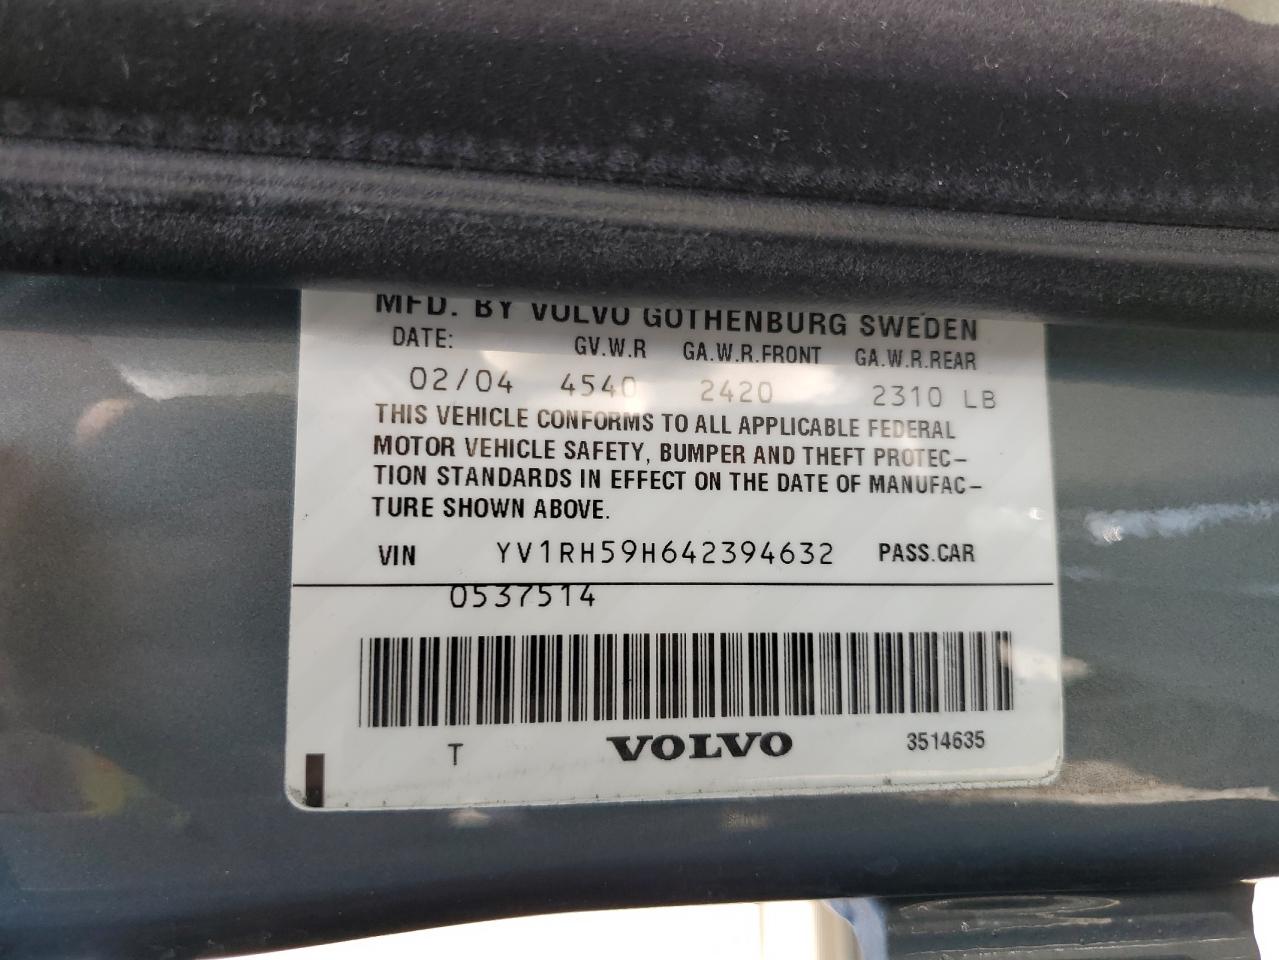 MFD. BY VOLVO GOTHENBURG SWEDEN
DATE: GV.W.R GA.W.R.FRONT GA.W.R.REAR
02/04 4540 2420 2310 LB
THIS VEHICLE CONFORMS TO ALL APPLICABLE FEDERAL
MOTOR VEHICLE SAFETY, BUMPER AND THEFT PROTEC-
TION STANDARDS IN EFFECT ON THE DATE OF MANUFAC-
TURE SHOWN ABOVE.
VIN YV1RH59H642394632 PASS.CAR
0537514
T VOLVO 3514635